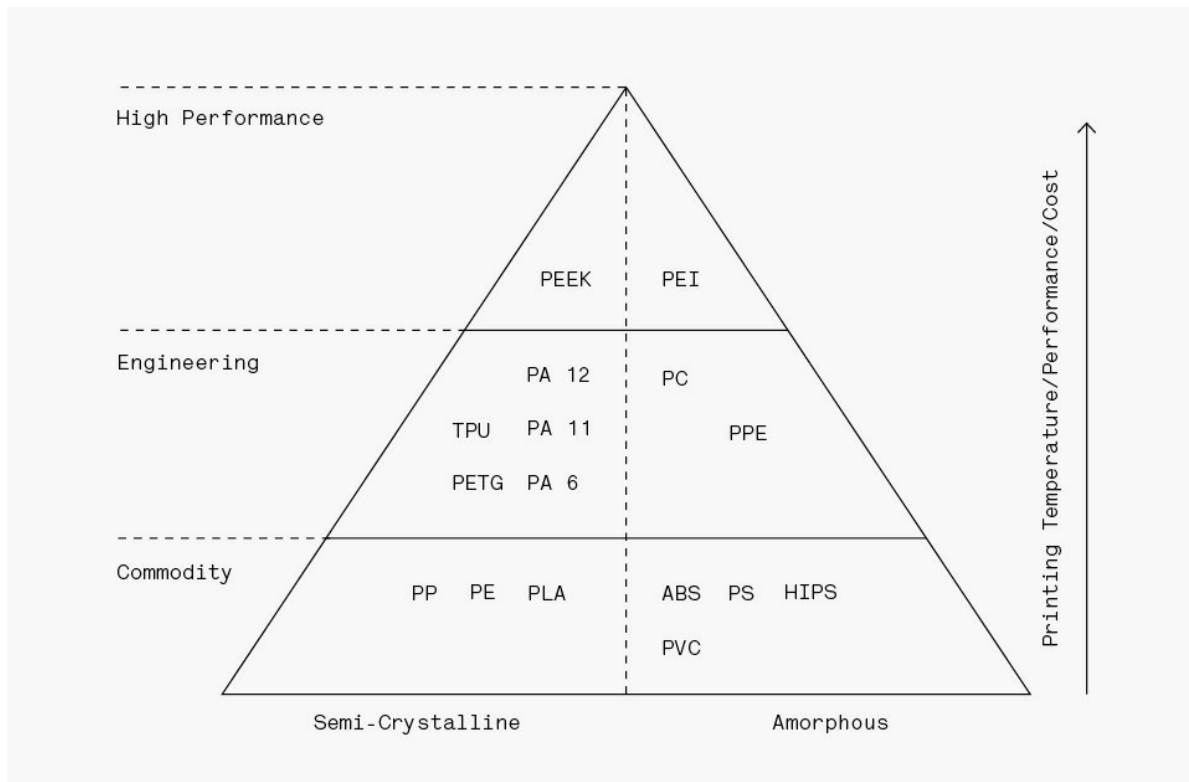 High Performance
PEEK
PEI
Engineering
PA 12
PC
TPU
PA 11
PPE
PETG
PA 6
Commodity
PP
PE
PLA
ABS
PS
HIPS
PVC
Semi-Crystalline
Amorphous
Printing Temperature/Performance/Cost